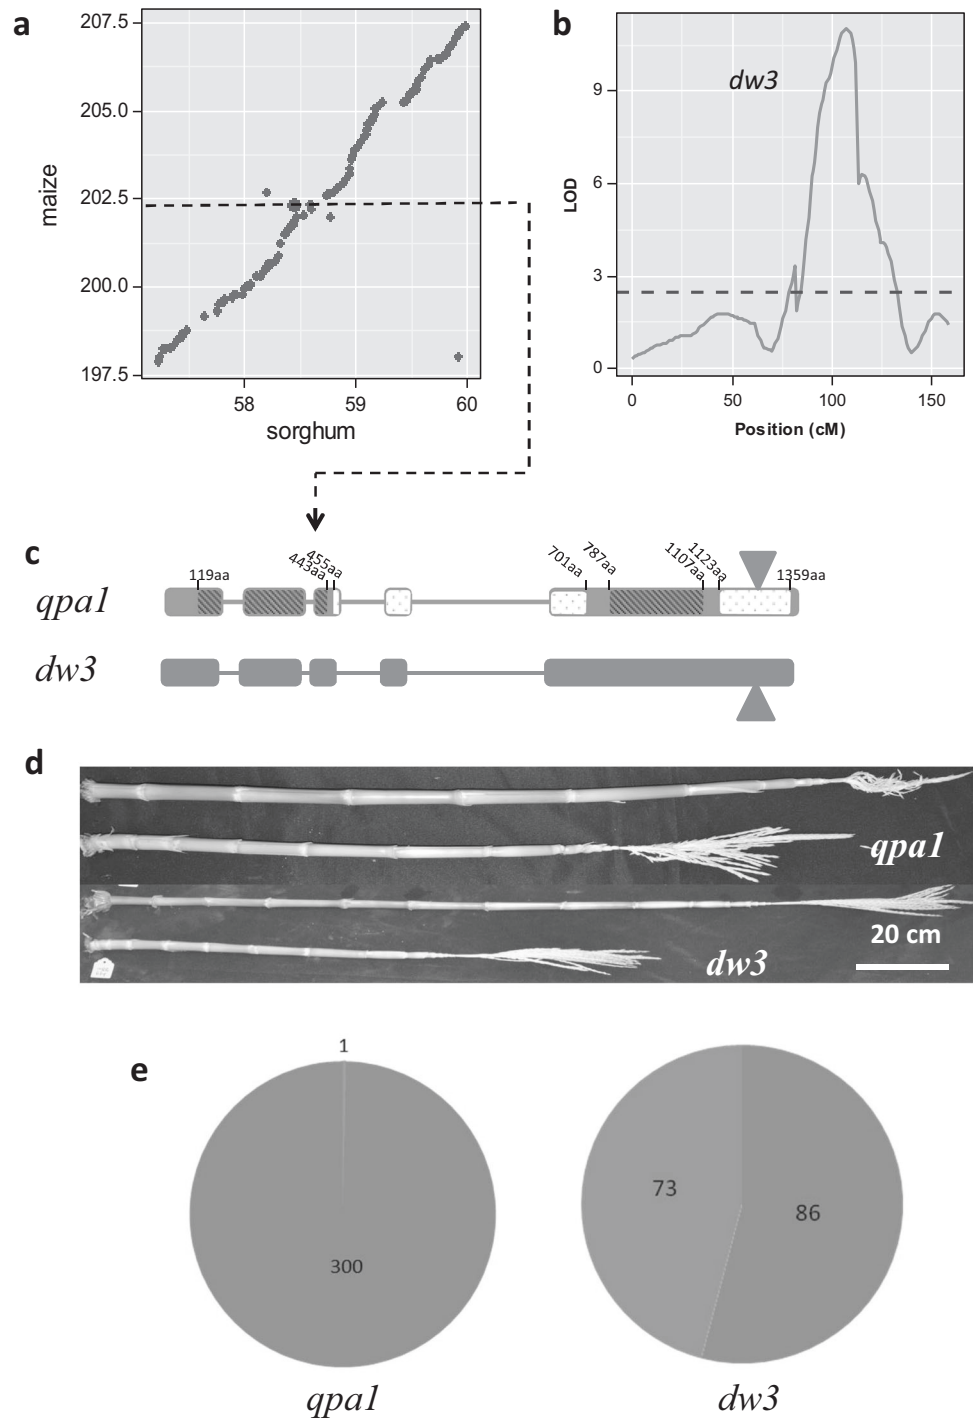 a
207.5
205.0
202.5
200.0
197.5
maize
58 59 60
sorghum
b
dw3
9
6
3
0
LOD
0 50 100 150
Position (cM)
c
119aa
443aa
455aa
701aa
787aa
1107aa
1123aa
1359aa
qpa1
dw3
d
qpa1
20 cm
dw3
e
1
300
73
86
qpa1
dw3